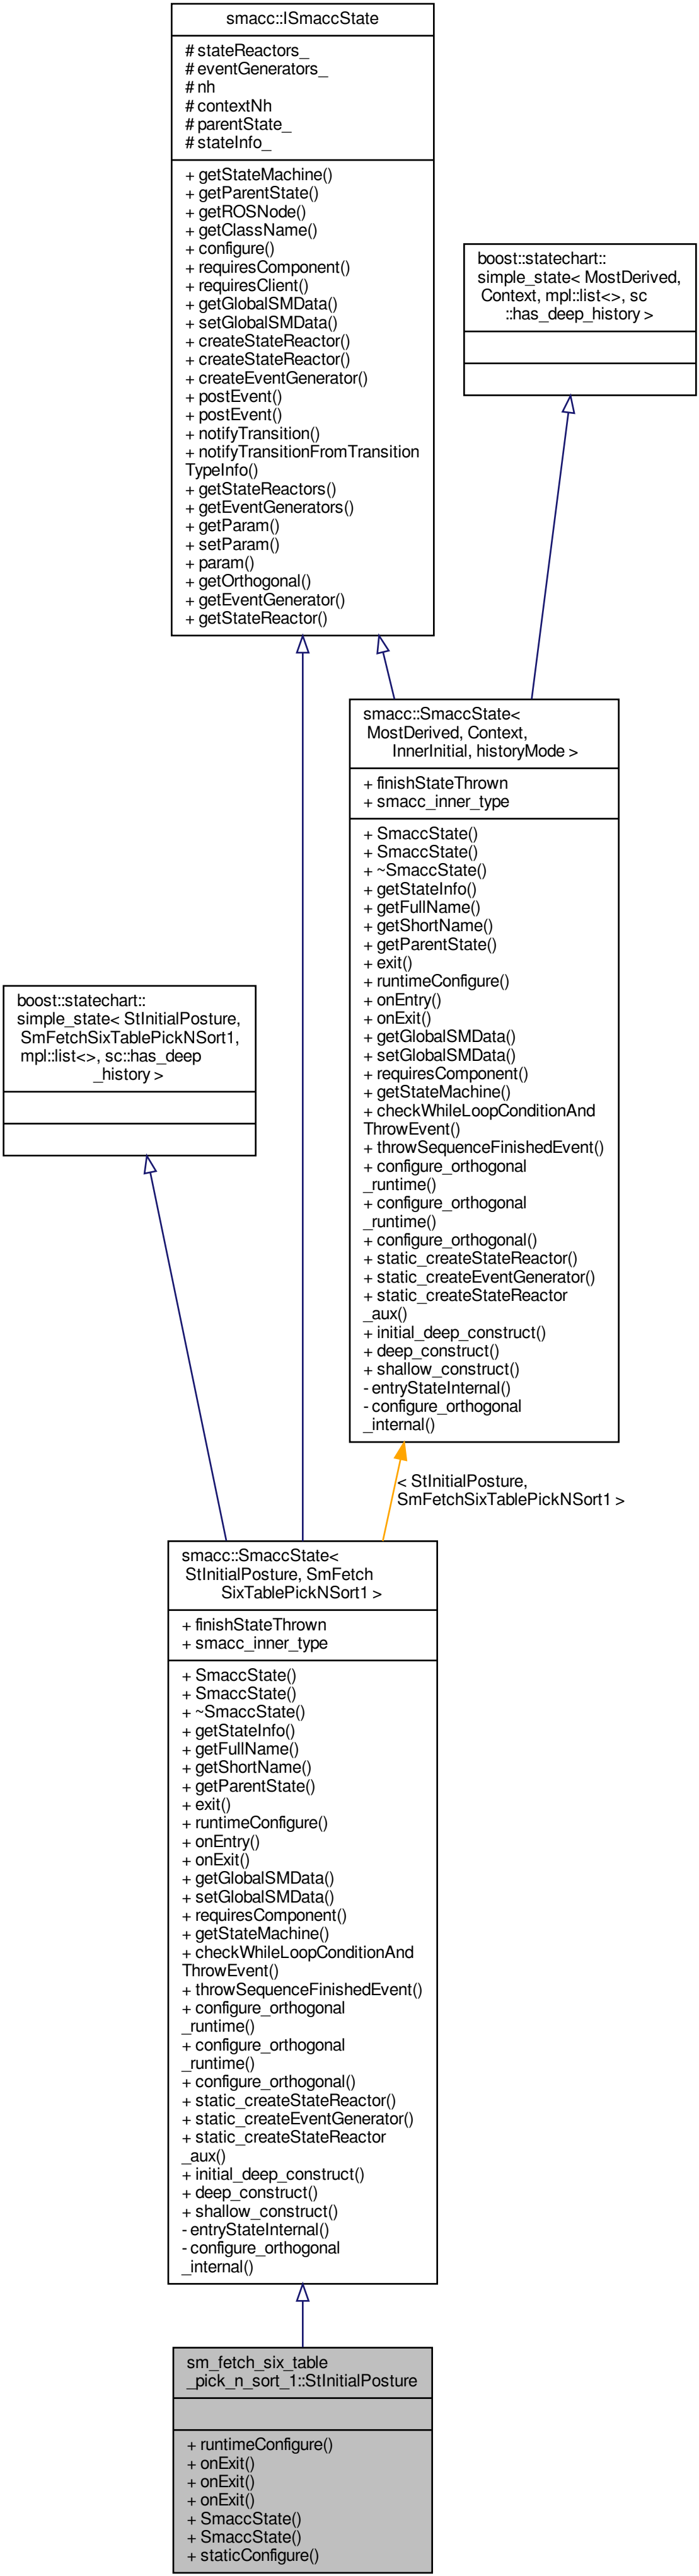 smacc::ISmaccState
# stateReactors_
# eventGenerators_
# nh
# contextNh
# parentState_
# stateInfo_
+ getStateMachine()
+ getParentState()
+ getROSNode()
+ getClassName()
+ configure()
+ requiresComponent()
+ requiresClient()
+ getGlobalSMData()
+ setGlobalSMData()
+ createStateReactor()
+ createStateReactor()
+ createEventGenerator()
+ postEvent()
+ postEvent()
+ notifyTransition()
+ notifyTransitionFromTransition
TypeInfo()
+ getStateReactors()
+ getEventGenerators()
+ getParam()
+ setParam()
+ param()
+ getOrthogonal()
+ getEventGenerator()
+ getStateReactor()
boost::statechart::
simple_state< MostDerived,
Context, mpl::list<>, sc
::has_deep_history >
smacc::SmaccState<
MostDerived, Context,
InnerInitial, historyMode >
+ finishStateThrown
+ smacc_inner_type
+ SmaccState()
+ SmaccState()
+ ~SmaccState()
+ getStateInfo()
+ getFullName()
+ getShortName()
+ getParentState()
+ exit()
+ runtimeConfigure()
+ onEntry()
+ onExit()
+ getGlobalSMData()
+ setGlobalSMData()
+ requiresComponent()
+ getStateMachine()
+ checkWhileLoopConditionAnd
ThrowEvent()
+ throwSequenceFinishedEvent()
+ configure_orthogonal
_runtime()
+ configure_orthogonal
_runtime()
+ configure_orthogonal()
+ static_createStateReactor()
+ static_createEventGenerator()
+ static_createStateReactor
_aux()
+ initial_deep_construct()
+ deep_construct()
+ shallow_construct()
- entryStateInternal()
- configure_orthogonal
_internal()
boost::statechart::
simple_state< StInitialPosture,
SmFetchSixTablePickNSort1,
mpl::list<>, sc::has_deep
_history >
< StInitialPosture,
SmFetchSixTablePickNSort1 >
smacc::SmaccState<
StInitialPosture, SmFetch
SixTablePickNSort1 >
+ finishStateThrown
+ smacc_inner_type
+ SmaccState()
+ SmaccState()
+ ~SmaccState()
+ getStateInfo()
+ getFullName()
+ getShortName()
+ getParentState()
+ exit()
+ runtimeConfigure()
+ onEntry()
+ onExit()
+ getGlobalSMData()
+ setGlobalSMData()
+ requiresComponent()
+ getStateMachine()
+ checkWhileLoopConditionAnd
ThrowEvent()
+ throwSequenceFinishedEvent()
+ configure_orthogonal
_runtime()
+ configure_orthogonal
_runtime()
+ configure_orthogonal()
+ static_createStateReactor()
+ static_createEventGenerator()
+ static_createStateReactor
_aux()
+ initial_deep_construct()
+ deep_construct()
+ shallow_construct()
- entryStateInternal()
- configure_orthogonal
_internal()
sm_fetch_six_table
_pick_n_sort_1::StInitialPosture
+ runtimeConfigure()
+ onExit()
+ onExit()
+ onExit()
+ SmaccState()
+ SmaccState()
+ staticConfigure()